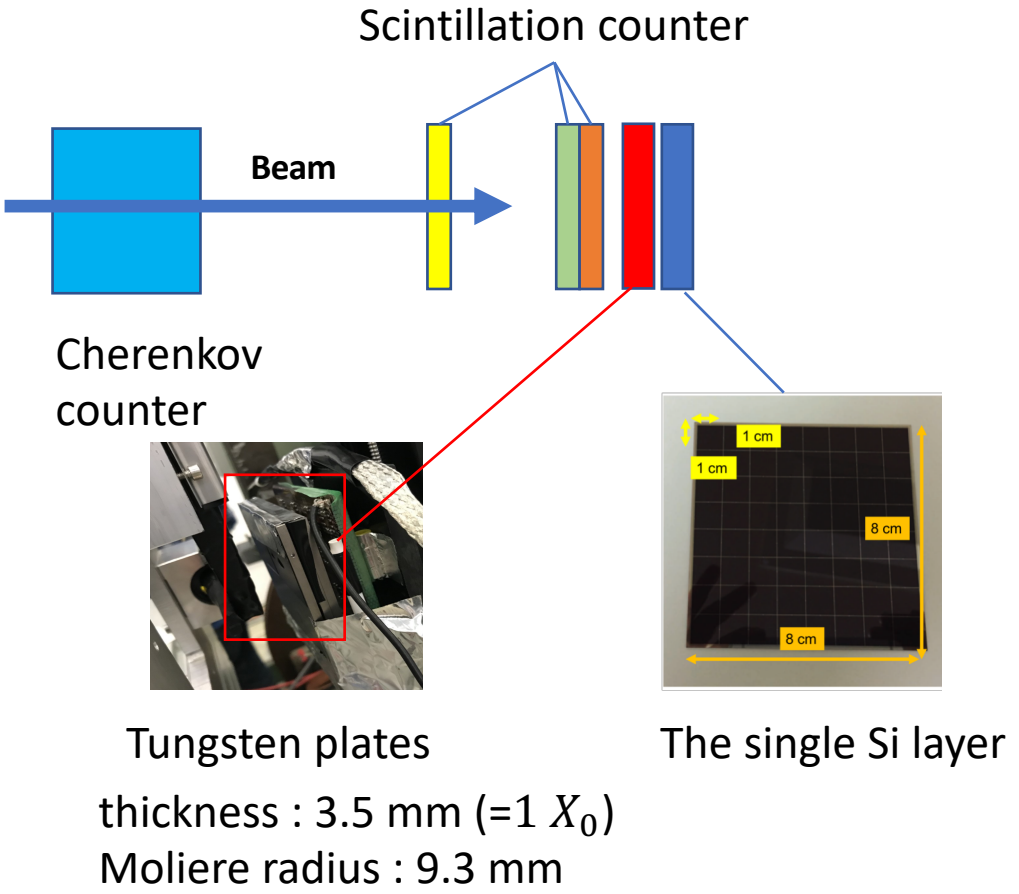 Scintillation counter
Beam
Cherenkov
counter
1 cm
1 cm
8 cm
8 cm
Tungsten plates
The single Si layer
thickness : 3.5 mm (=1 X₀)
Moliere radius : 9.3 mm